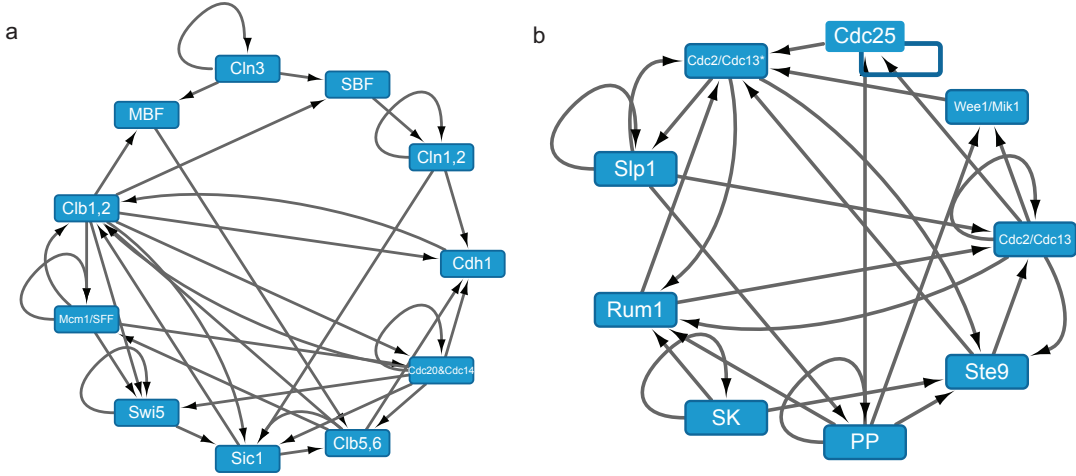 a
Cln3
SBF
MBF
Cln1,2
Clb1,2
Cdh1
Mcm1/SFF
Cdc20&Cdc14
Swi5
Clb5,6
Sic1
b
Cdc25
Cdc2/Cdc13*
Wee1/Mik1
Slp1
Cdc2/Cdc13
Rum1
Ste9
SK
PP